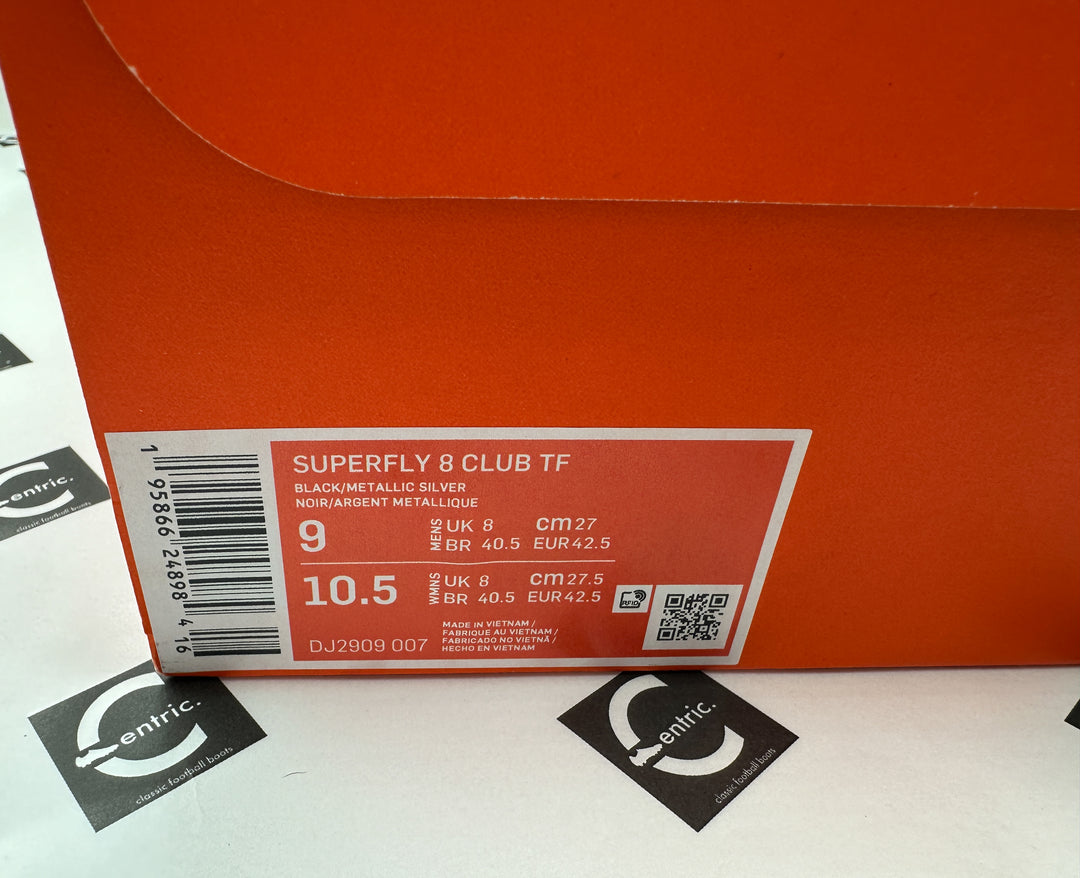 SUPERFLY 8 CLUB TF
BLACK/METALLIC SILVER
NOIR/ARGENT METALLIQUE
9 MENS UK 8 cm 27
BR 40.5 EUR 42.5
10.5 WMNS UK 8 cm 27.5
BR 40.5 EUR 42.5
RFID
DJ2909 007
MADE IN VIETNAM /
FABRIQUE AU VIETNAM /
FABRICADO NO VIETNÃ /
HECHO EN VIETNAM
1 95866 24898 4 16
entric.
classic football boots
entric.
classic football boots
entric.
classic football boots